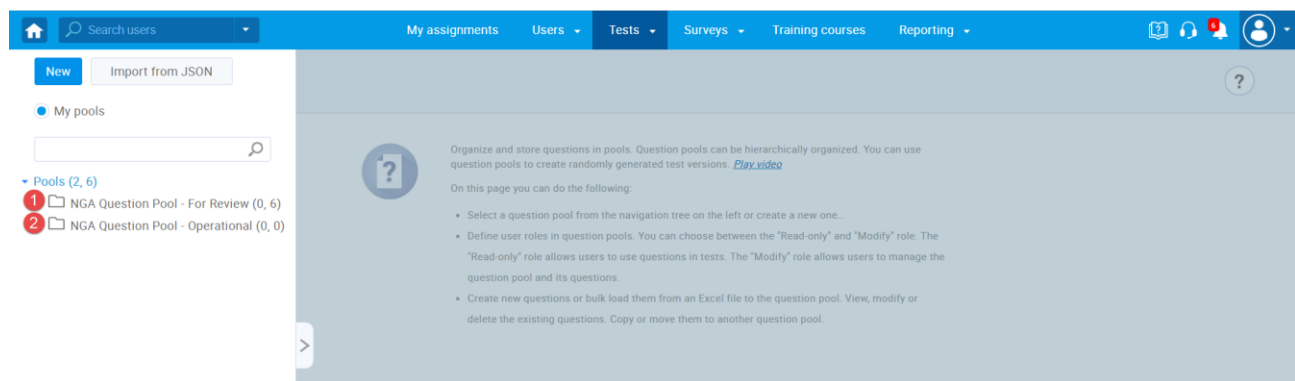 Search users
My assignments
Users
Tests
Surveys
Training courses
Reporting
6
New
Import from JSON
My pools
Pools (2, 6)
1 NGA Question Pool - For Review (0, 6)
2 NGA Question Pool - Operational (0, 0)
?
?
Organize and store questions in pools. Question pools can be hierarchically organized. You can use
question pools to create randomly generated test versions. Play video
On this page you can do the following:
• Select a question pool from the navigation tree on the left or create a new one..
• Define user roles in question pools. You can choose between the "Read-only" and "Modify" role. The
"Read-only" role allows users to use questions in tests. The "Modify" role allows users to manage the
question pool and its questions.
• Create new questions or bulk load them from an Excel file to the question pool. View, modify or
delete the existing questions. Copy or move them to another question pool.